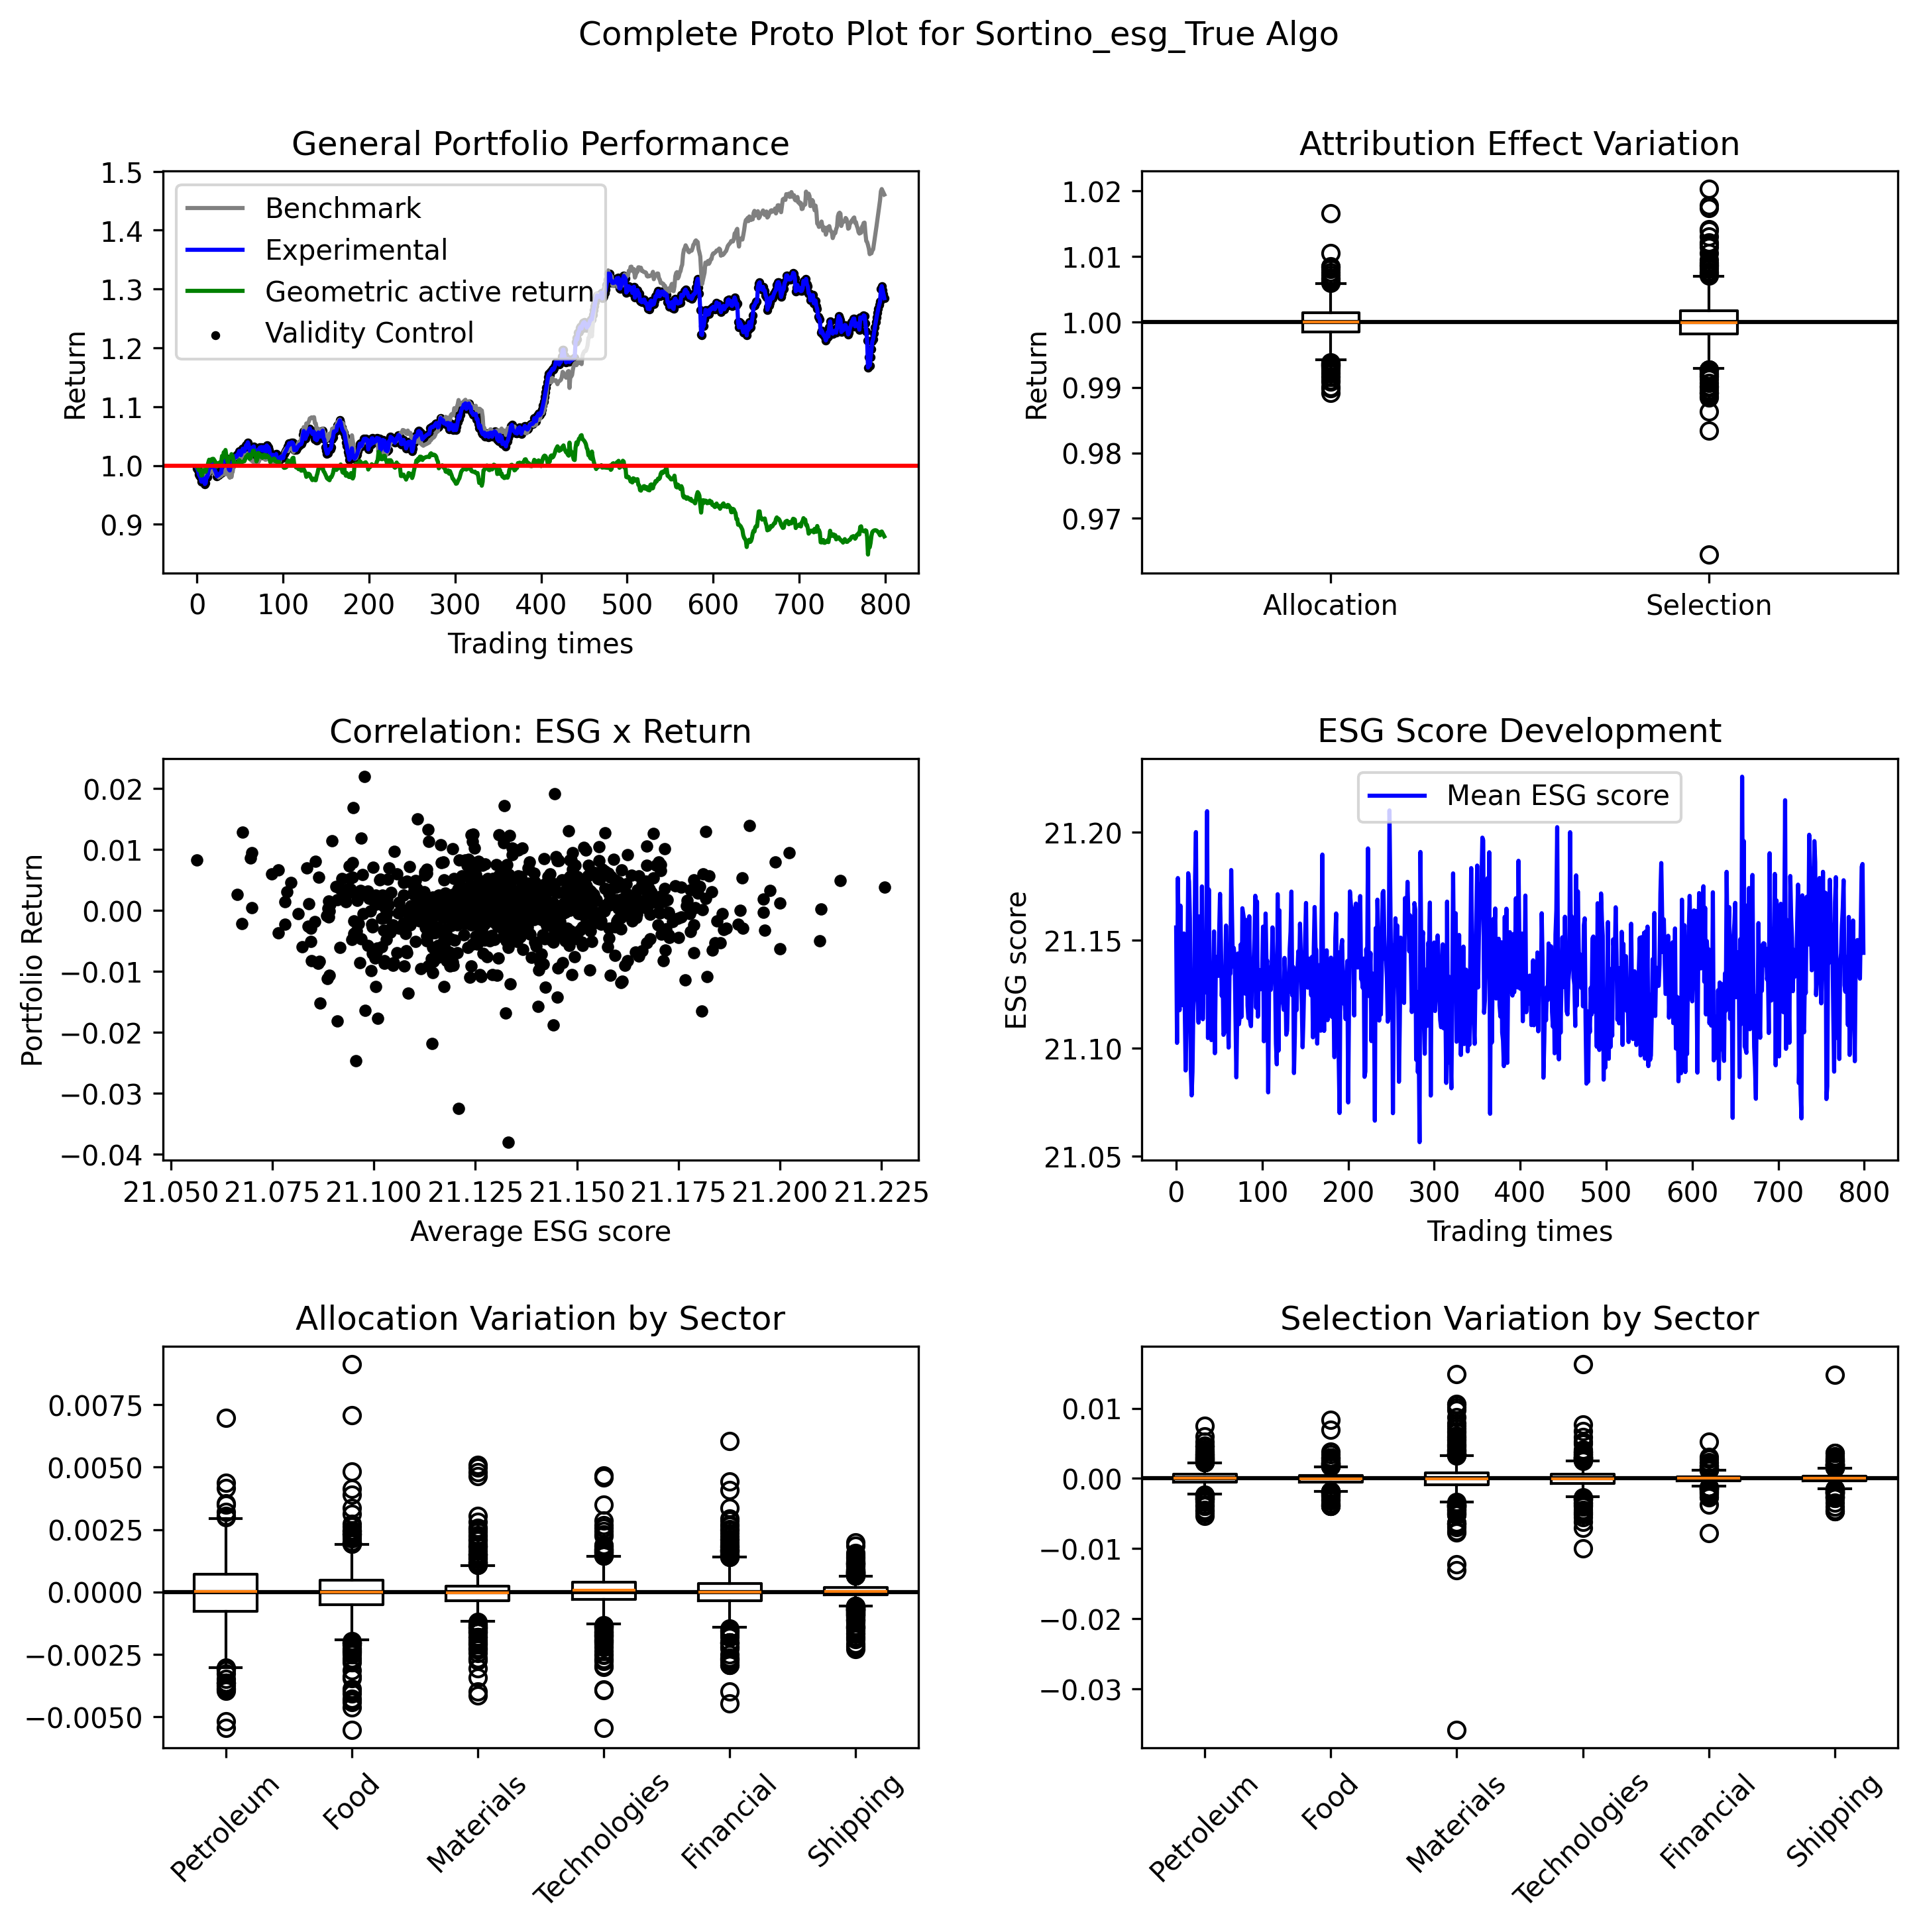 Complete Proto Plot for Sortino_esg_True Algo
General Portfolio Performance
Return
1.5
1.4
1.3
1.2
1.1
1.0
0.9
Benchmark
Experimental
Geometric active return
Validity Control
0 100 200 300 400 500 600 700 800
Trading times
Attribution Effect Variation
Return
1.02
1.01
1.00
0.99
0.98
0.97
Allocation Selection
Correlation: ESG x Return
Portfolio Return
0.02
0.01
0.00
−0.01
−0.02
−0.03
−0.04
21.050 21.075 21.100 21.125 21.150 21.175 21.200 21.225
Average ESG score
ESG Score Development
ESG score
21.20
21.15
21.10
21.05
Mean ESG score
0 100 200 300 400 500 600 700 800
Trading times
Allocation Variation by Sector
0.0075
0.0050
0.0025
0.0000
−0.0025
−0.0050
Petroleum Food Materials Technologies Financial Shipping
Selection Variation by Sector
0.01
0.00
−0.01
−0.02
−0.03
Petroleum Food Materials Technologies Financial Shipping